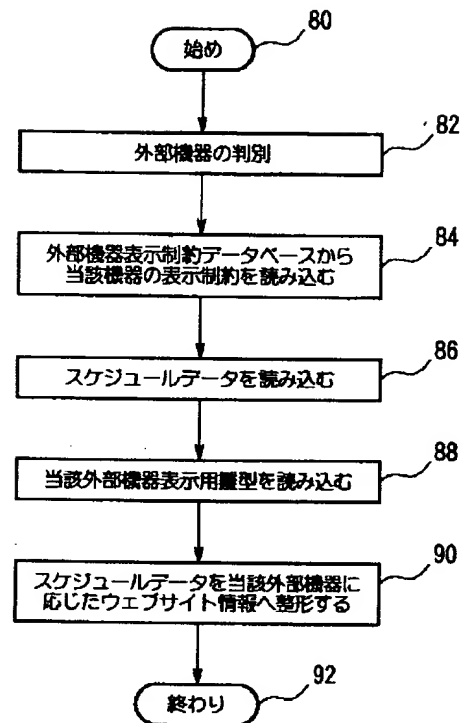 始め
80
外部機器の判別
82
外部機器表示制約データベースから
当該機器の表示制約を読み込む
84
スケジュールデータを読み込む
86
当該外部機器表示用雛型を読み込む
88
スケジュールデータを当該外部機器に
応じたウェブサイト情報へ整形する
90
終わり
92